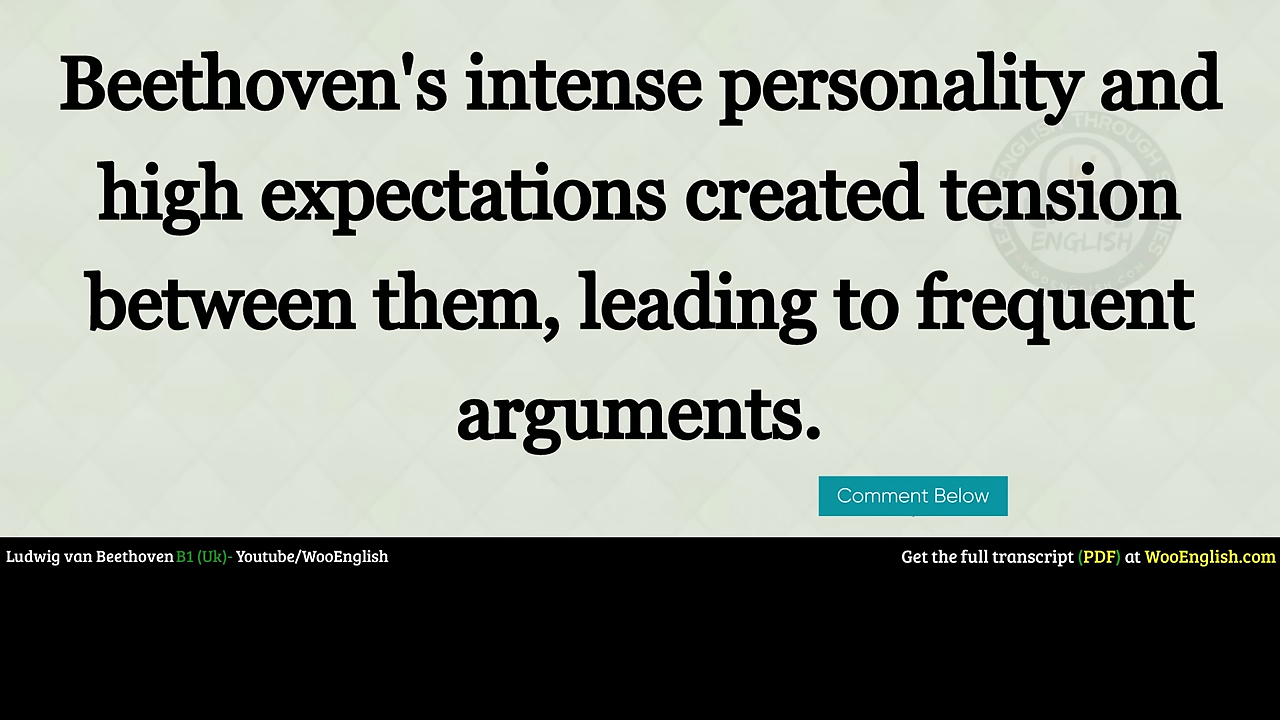 Beethoven's intense personality and
high expectations created tension
between them, leading to frequent
arguments.
ENGLISH
Comment Below
Ludwig van Beethoven B1 (Uk)- Youtube/WooEnglish
Get the full transcript (PDF) at WooEnglish.com